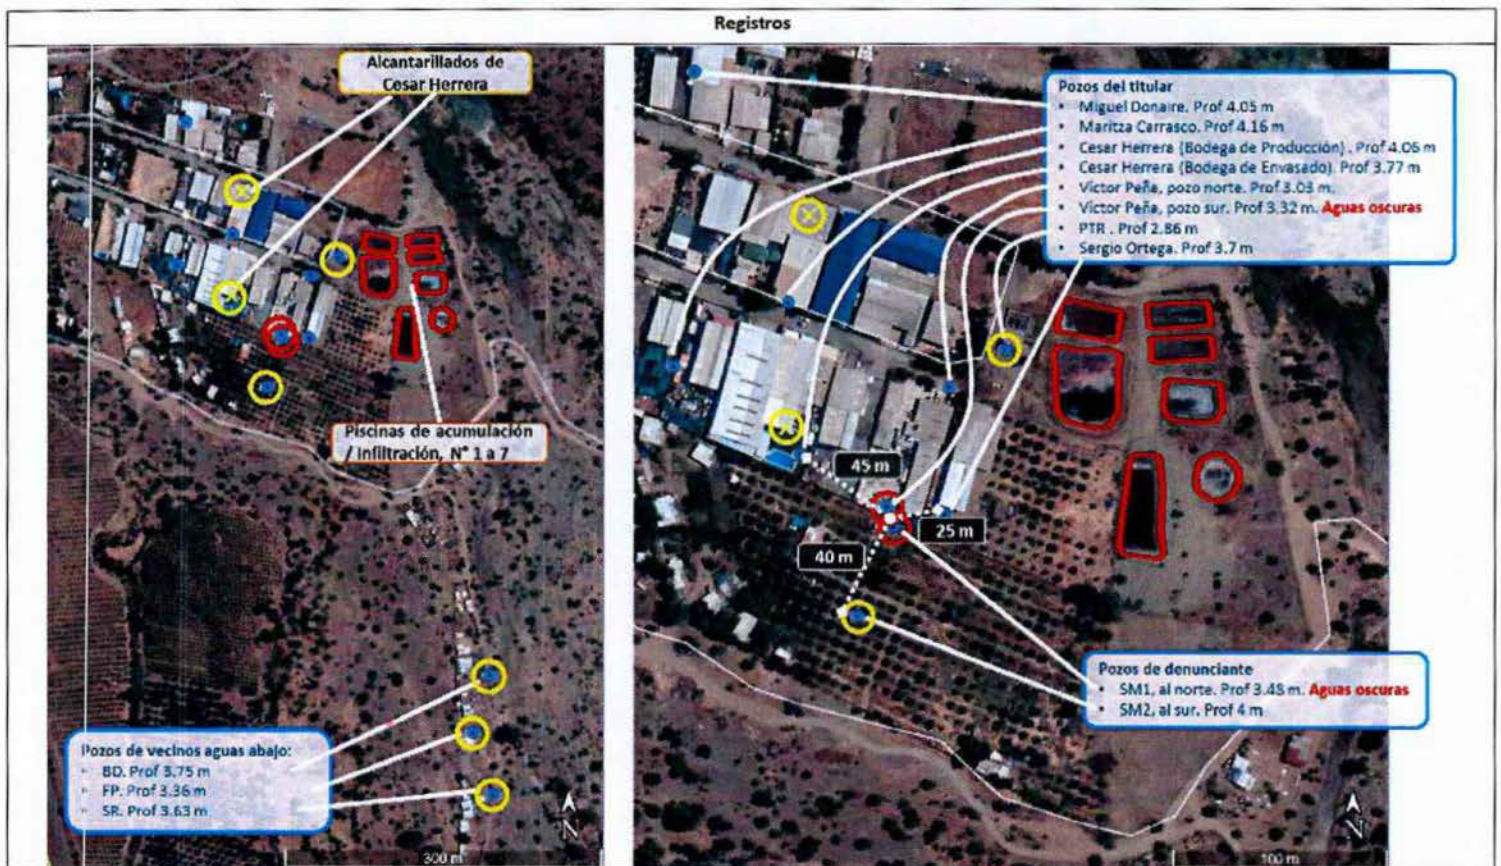 Registros
Alcantarillados de
Cesar Herrera
Piscinas de acumulación
/ Infiltración, N° 1 a 7
Pozos de vecinos aguas abajo:
- BD. Prof 3.75 m
- FP. Prof 3.36 m
- SR. Prof 3.63 m
N
300 m
Pozos del titular
• Miguel Donaire. Prof 4.05 m
• Maritza Carrasco. Prof 4.16 m
• Cesar Herrera (Bodega de Producción) . Prof 4.06 m
• Cesar Herrera (Bodega de Envasado). Prof 3.77 m
• Victor Peña, pozo norte. Prof 3.03 m.
• Victor Peña, pozo sur. Prof 3.32 m. Aguas oscuras
• PTR . Prof 2.86 m
• Sergio Ortega. Prof 3.7 m
45 m
25 m
40 m
Pozos de denunciante
• SM1, al norte. Prof 3.48 m. Aguas oscuras
• SM2, al sur. Prof 4 m
N
100 m